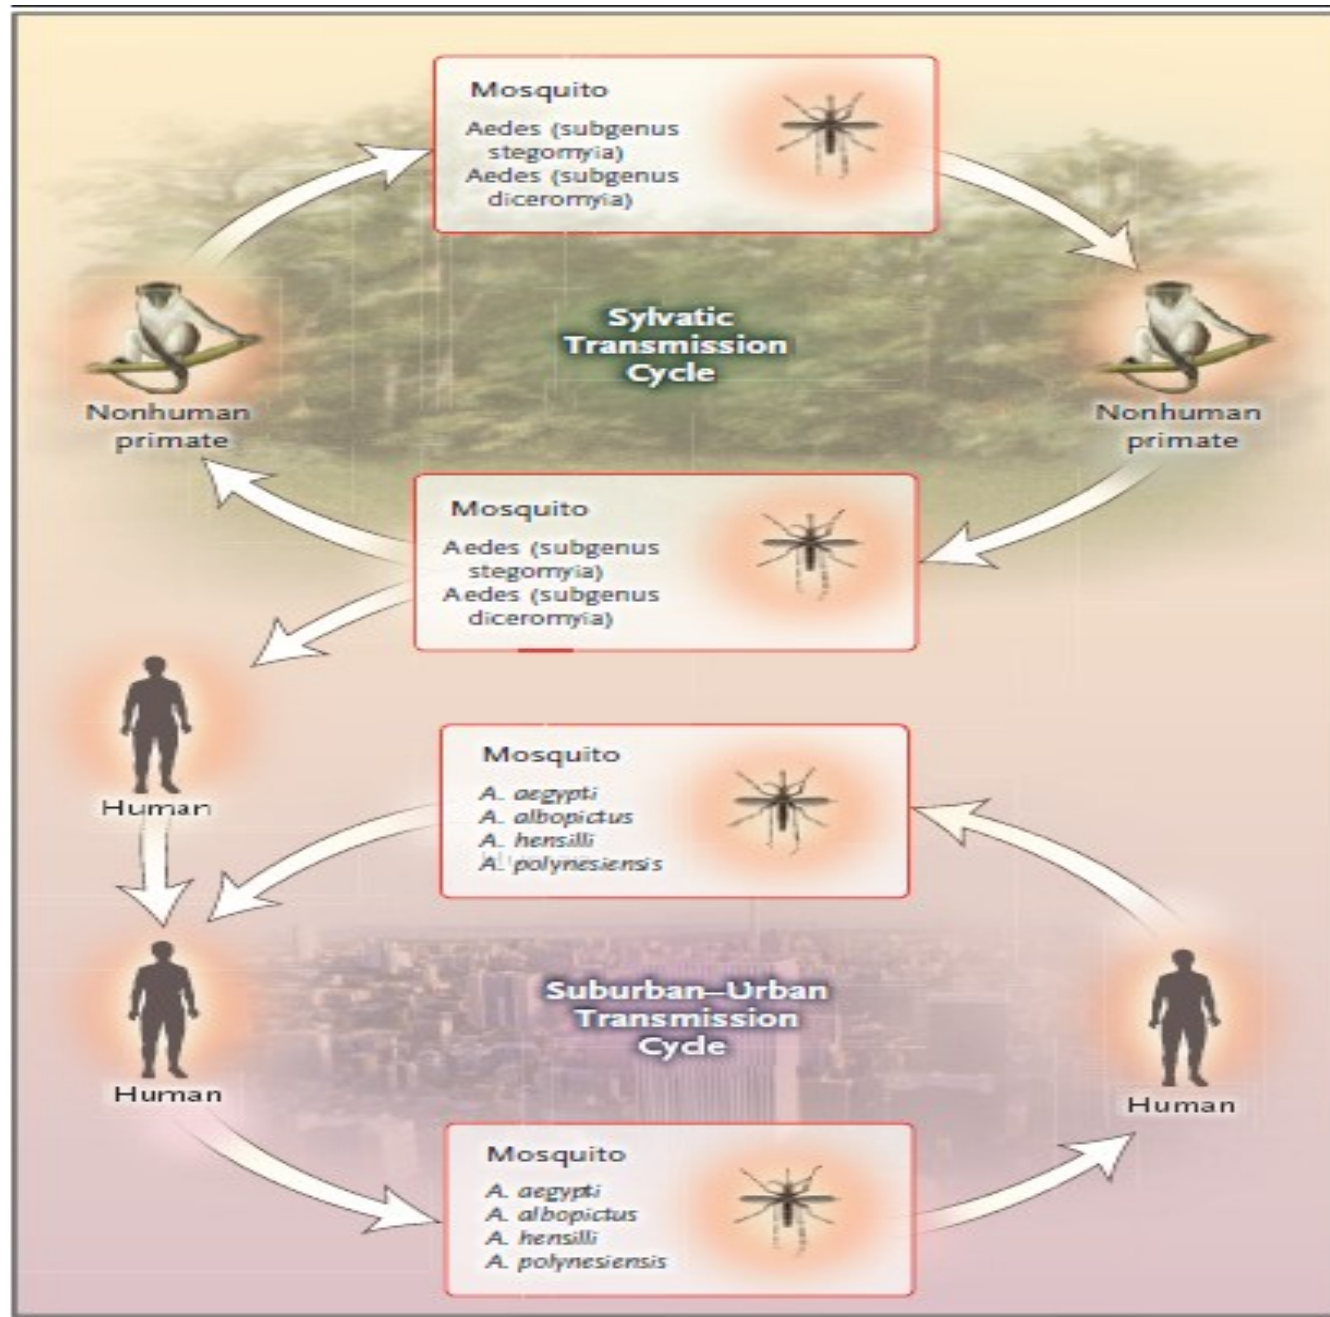 Mosquito
Aedes (subgenus
stegomyia)
Aedes (subgenus
diceromyia)
Sylvatic
Transmission
Cycle
Nonhuman
primate
Nonhuman
primate
Mosquito
Aedes (subgenus
stegomyia)
Aedes (subgenus
diceromyia)
Human
Mosquito
A. aegypti
A. albopictus
A. hensilli
A. polynesiensis
Suburban–Urban
Transmission
Cycle
Human
Human
Mosquito
A. aegypti
A. albopictus
A. hensilli
A. polynesiensis